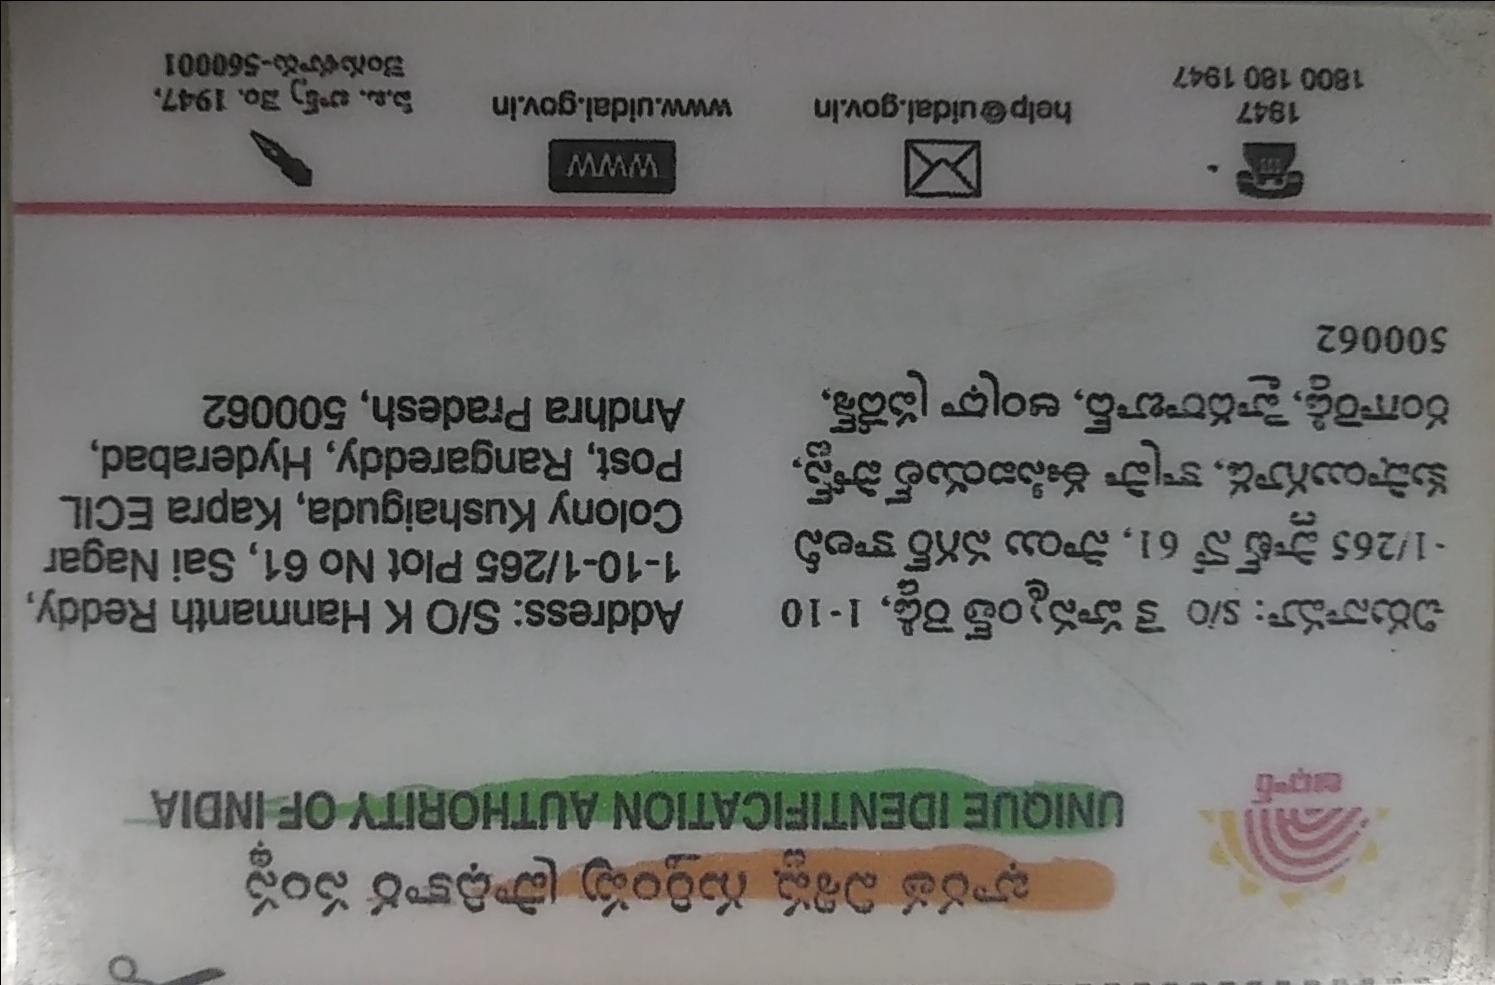 భారత విశిష్ట గుర్తింపు ప్రాధికార సంస్థ
UNIQUE IDENTIFICATION AUTHORITY OF INDIA
ఆధార్
చిరునామా: S/O కె హన్మంత్ రెడ్డి, 1-10
-1/265 ప్లాట్ నో 61, సాయి నగర్ కాలనీ
కుషాయిగూడ, కాప్రా ఈసిఐయిల్ పోస్ట్,
రంగారెడ్డి, హైదరాబాద్, ఆంధ్రా ప్రదేశ్,
500062
Address: S/O K Hanmanth Reddy,
1-10-1/265 Plot No 61, Sai Nagar
Colony Kushaiguda, Kapra ECIL
Post, Rangareddy, Hyderabad,
Andhra Pradesh, 500062
1947
1800 180 1947
help@uidai.gov.in
WWW
www.uidai.gov.in
పి.ఒ. బాక్స్ నెం. 1947,
బెంగుళూరు-560001